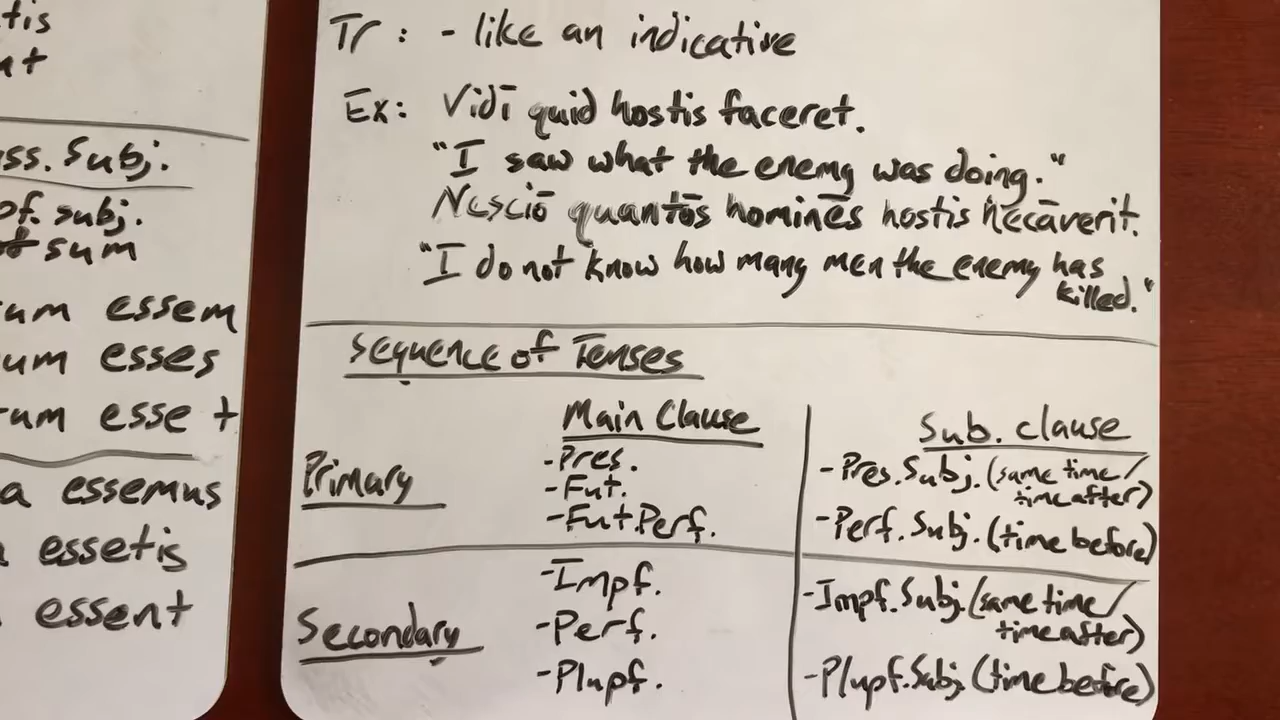 tis
nt
ss. Subj.
pf. subj.
sum
um essem
um esses
um esset
a essemus
essetis
essent
Tr: - like an indicative
Ex: Vidī quid hostis faceret.
"I saw what the enemy was doing."
Nesciō quantōs hominēs hostis necāverit.
"I do not know how many men the enemy has
killed."
Sequence of Tenses
Main Clause
Sub. clause
Primary
-Pres.
-Fut.
-Fut.Perf.
-Pres.Subj. (same time/
time after)
-Perf.Subj. (time before)
Secondary
-Impf.
-Perf.
-Plupf.
-Impf.Subj. (same time/
time after)
-Plupf.Subj. (time before)